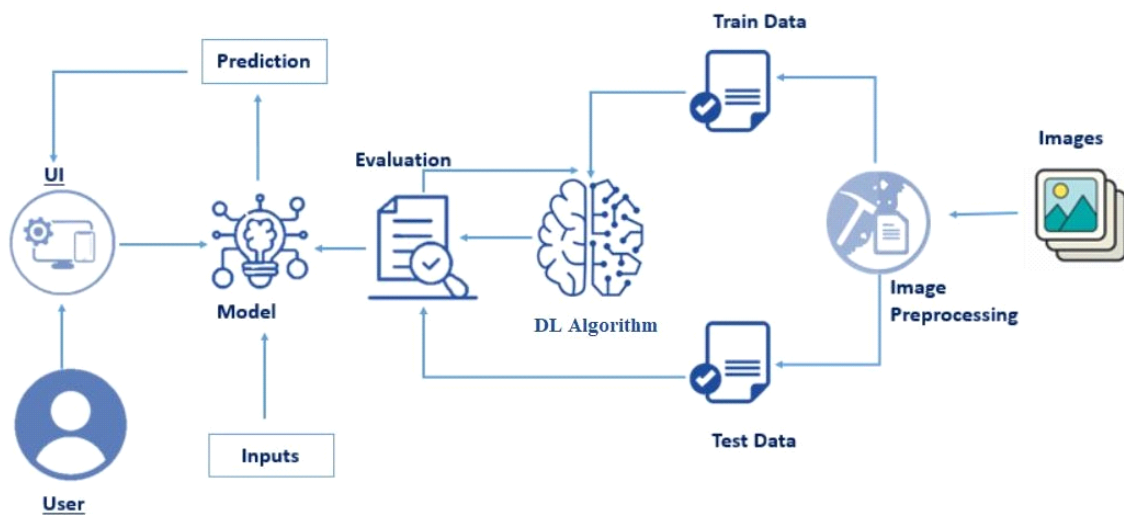 Train Data
Prediction
Images
Evaluation
UI
Model
Image
Preprocessing
DL Algorithm
Test Data
Inputs
User